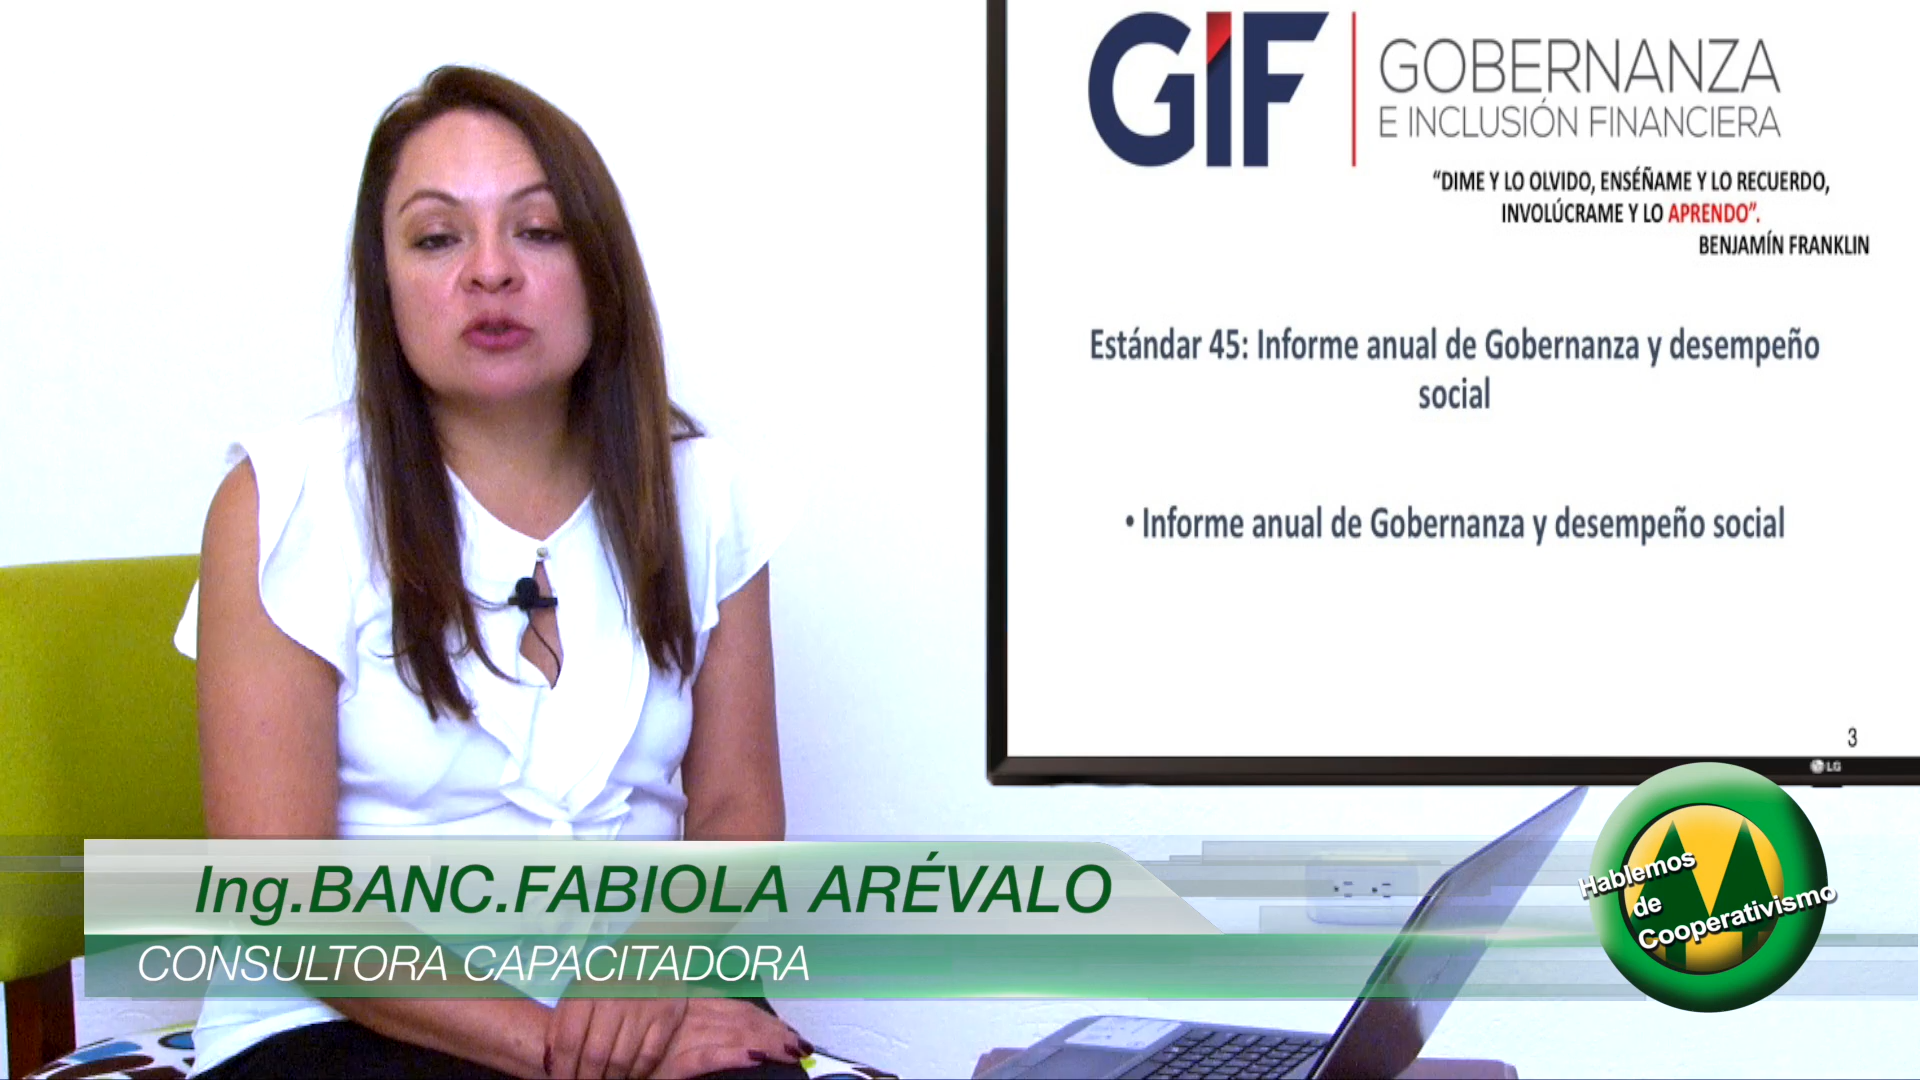 GIF
GOBERNANZA
E INCLUSIÓN FINANCIERA
“DIME Y LO OLVIDO, ENSÉÑAME Y LO RECUERDO,
INVOLÚCRAME Y LO APRENDO”.
BENJAMÍN FRANKLIN
Estándar 45: Informe anual de Gobernanza y desempeño
social
• Informe anual de Gobernanza y desempeño social
3
LG
Ing.BANC.FABIOLA ARÉVALO
CONSULTORA CAPACITADORA
Hablemos
de
Cooperativismo